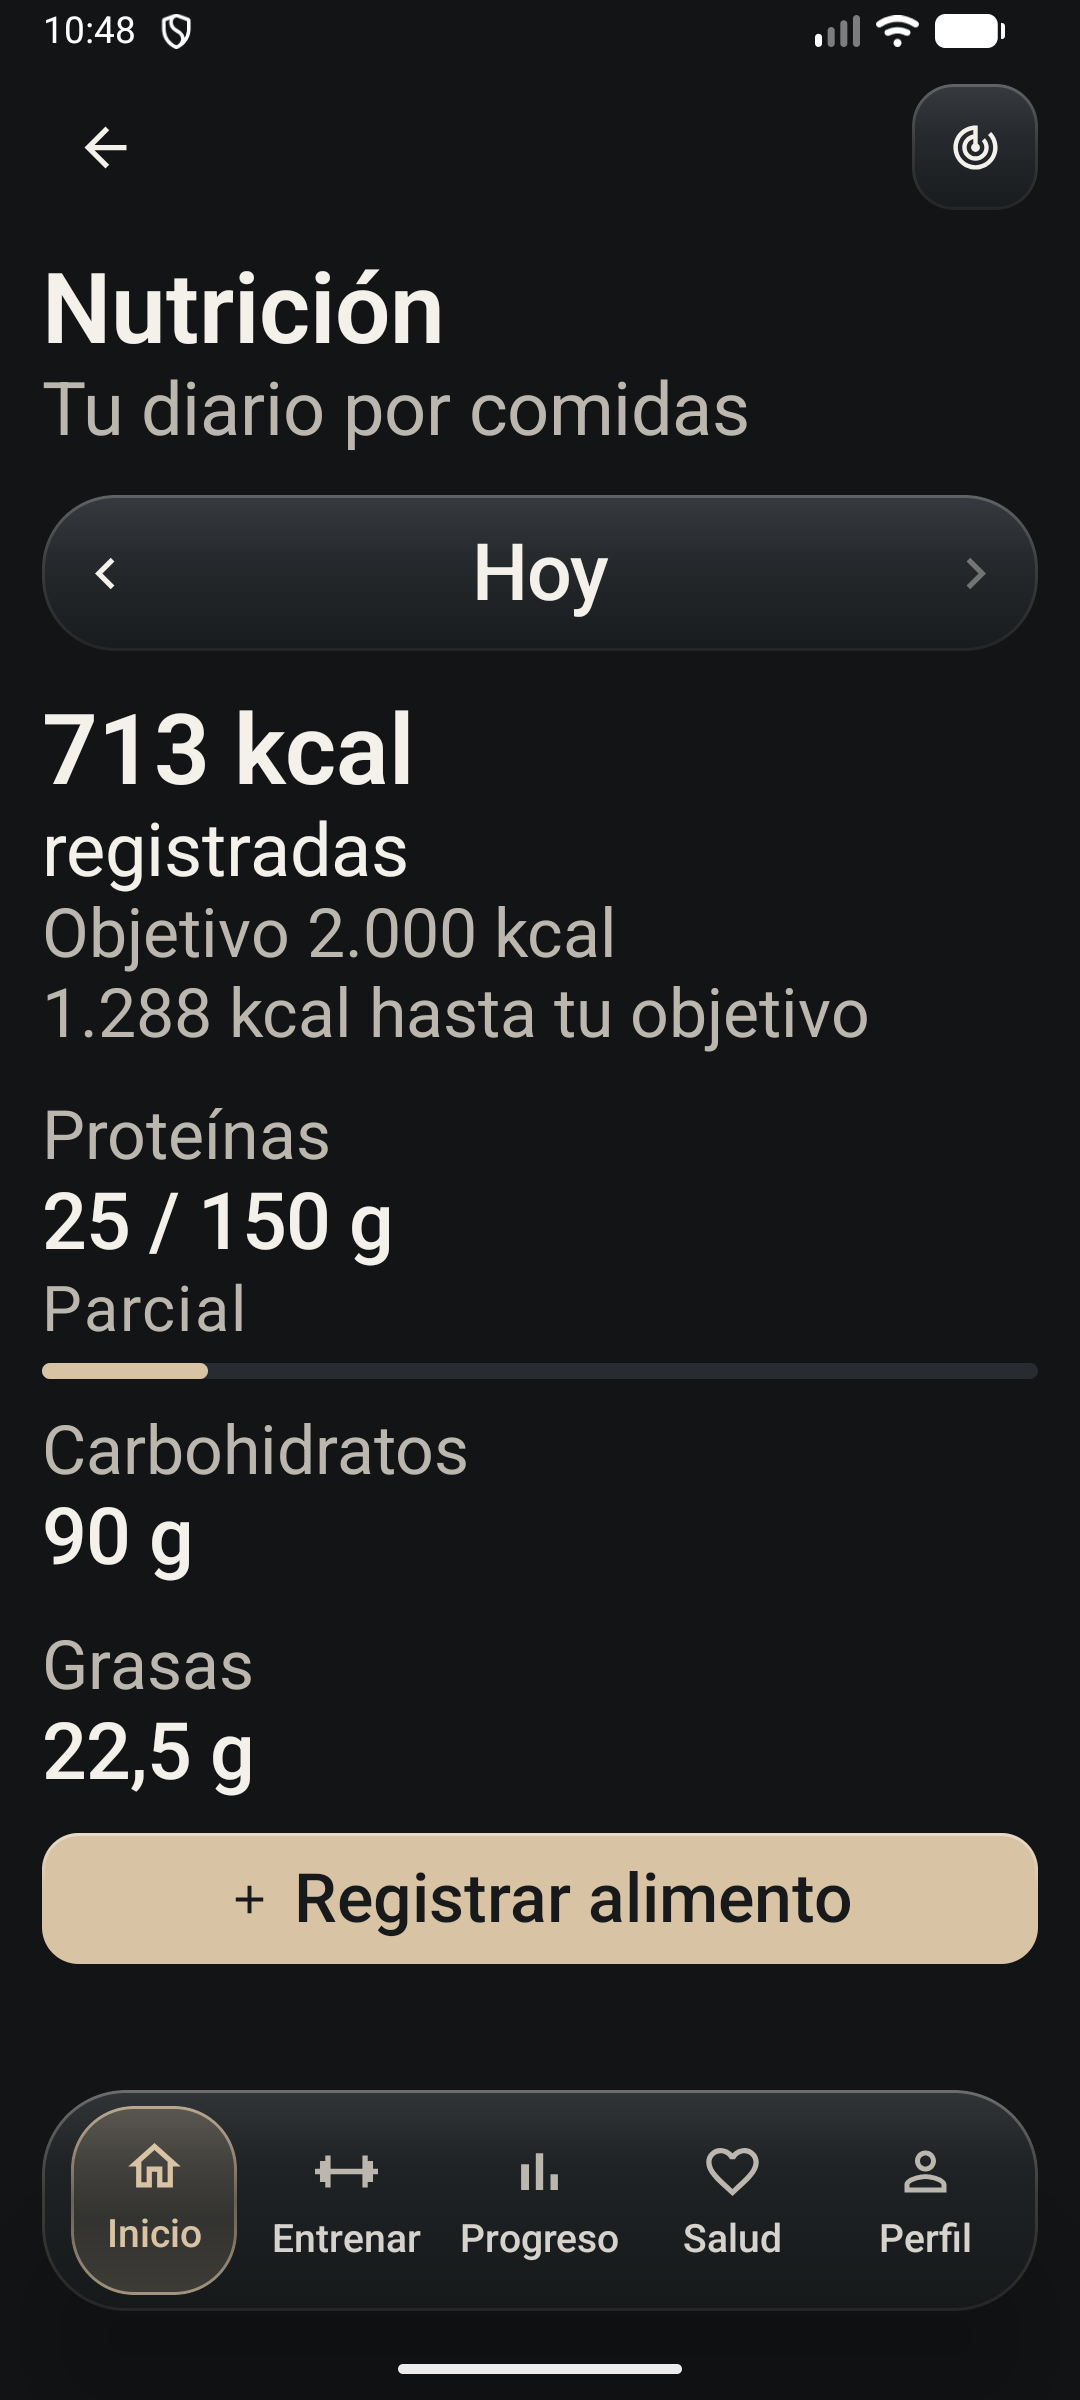 10:48
Nutrición
Tu diario por comidas
Hoy
713 kcal
registradas
Objetivo 2.000 kcal
1.288 kcal hasta tu objetivo
Proteínas
25 / 150 g
Parcial
Carbohidratos
90 g
Grasas
22,5 g
+ Registrar alimento
Inicio
Entrenar
Progreso
Salud
Perfil